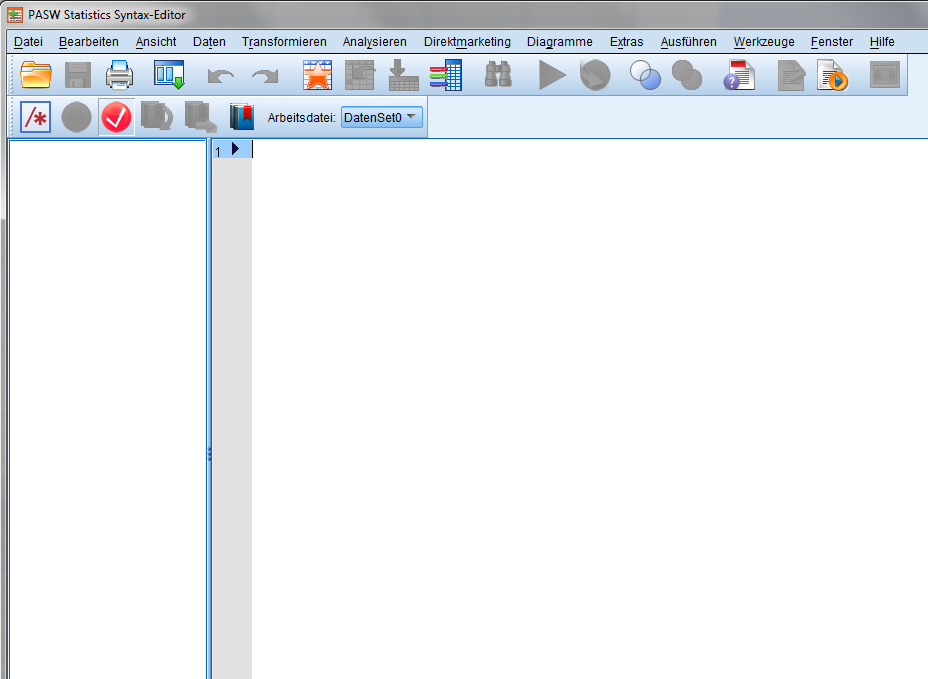 PASW Statistics Syntax-Editor
Datei Bearbeiten Ansicht Daten Transformieren Analysieren Direktmarketing Diagramme Extras Ausführen Werkzeuge Fenster Hilfe
/* Arbeitsdatei: DatenSet0
1